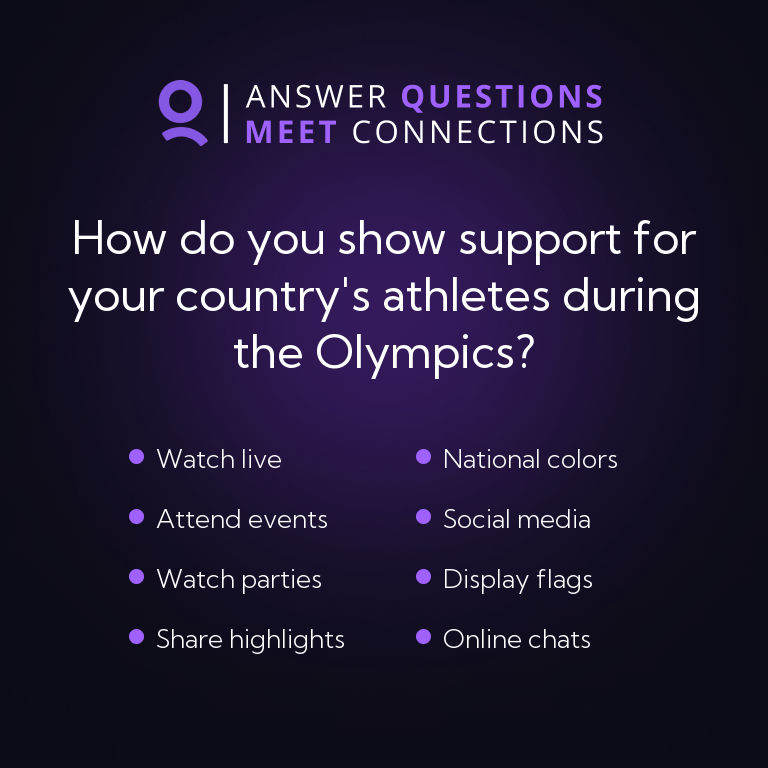 ANSWER QUESTIONS
MEET CONNECTIONS
How do you show support for
your country's athletes during
the Olympics?
Watch live
Attend events
Watch parties
Share highlights
National colors
Social media
Display flags
Online chats